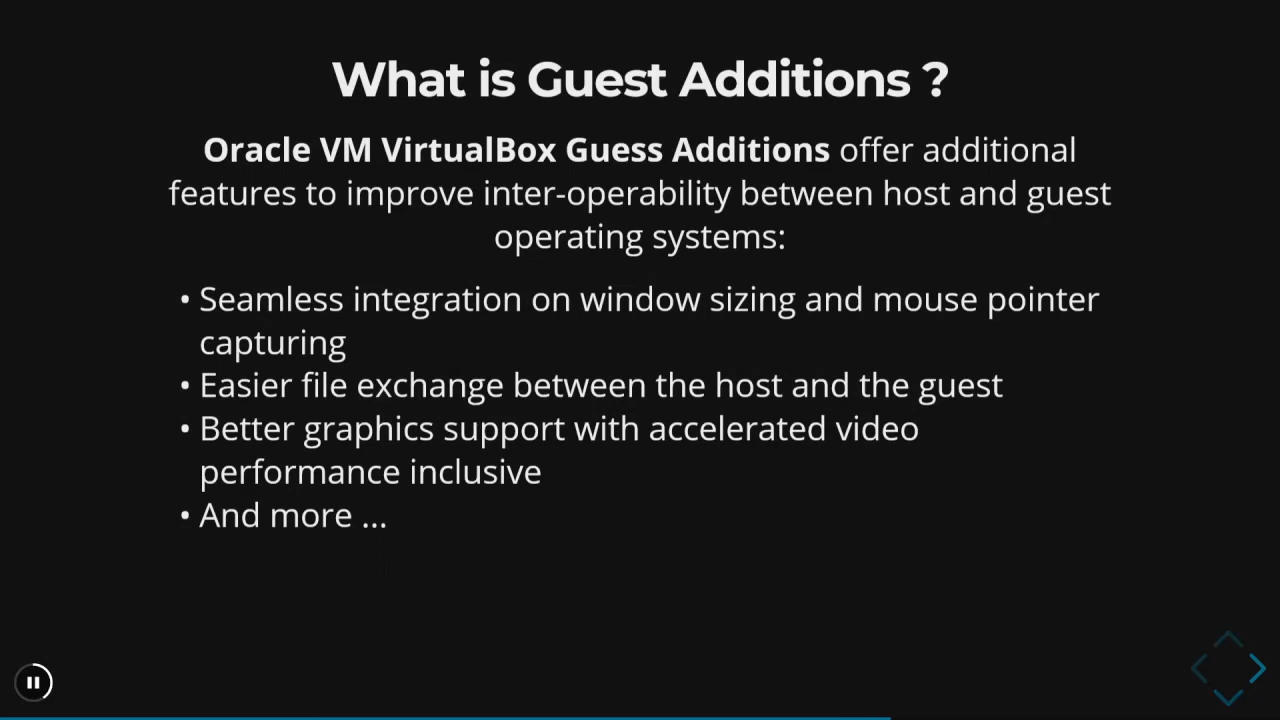 What is Guest Additions ?
Oracle VM VirtualBox Guess Additions offer additional
features to improve inter-operability between host and guest
operating systems:
• Seamless integration on window sizing and mouse pointer
capturing
• Easier file exchange between the host and the guest
• Better graphics support with accelerated video
performance inclusive
• And more ...